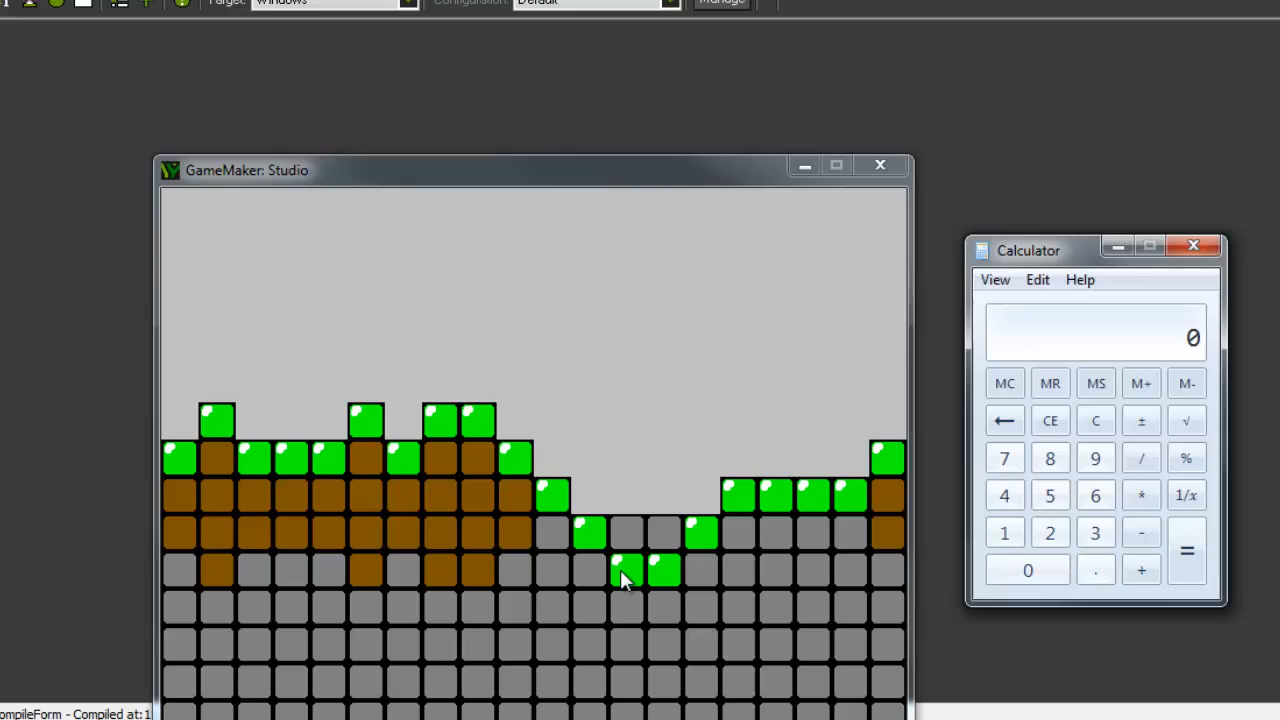 Target: Windows Configuration: Default Manage
GameMaker: Studio
Calculator
View Edit Help
0
MC MR MS M+ M-
← CE C ± √
7 8 9 / %
4 5 6 * 1/x
1 2 3 - =
0 . +
ompileForm - Compiled at:1